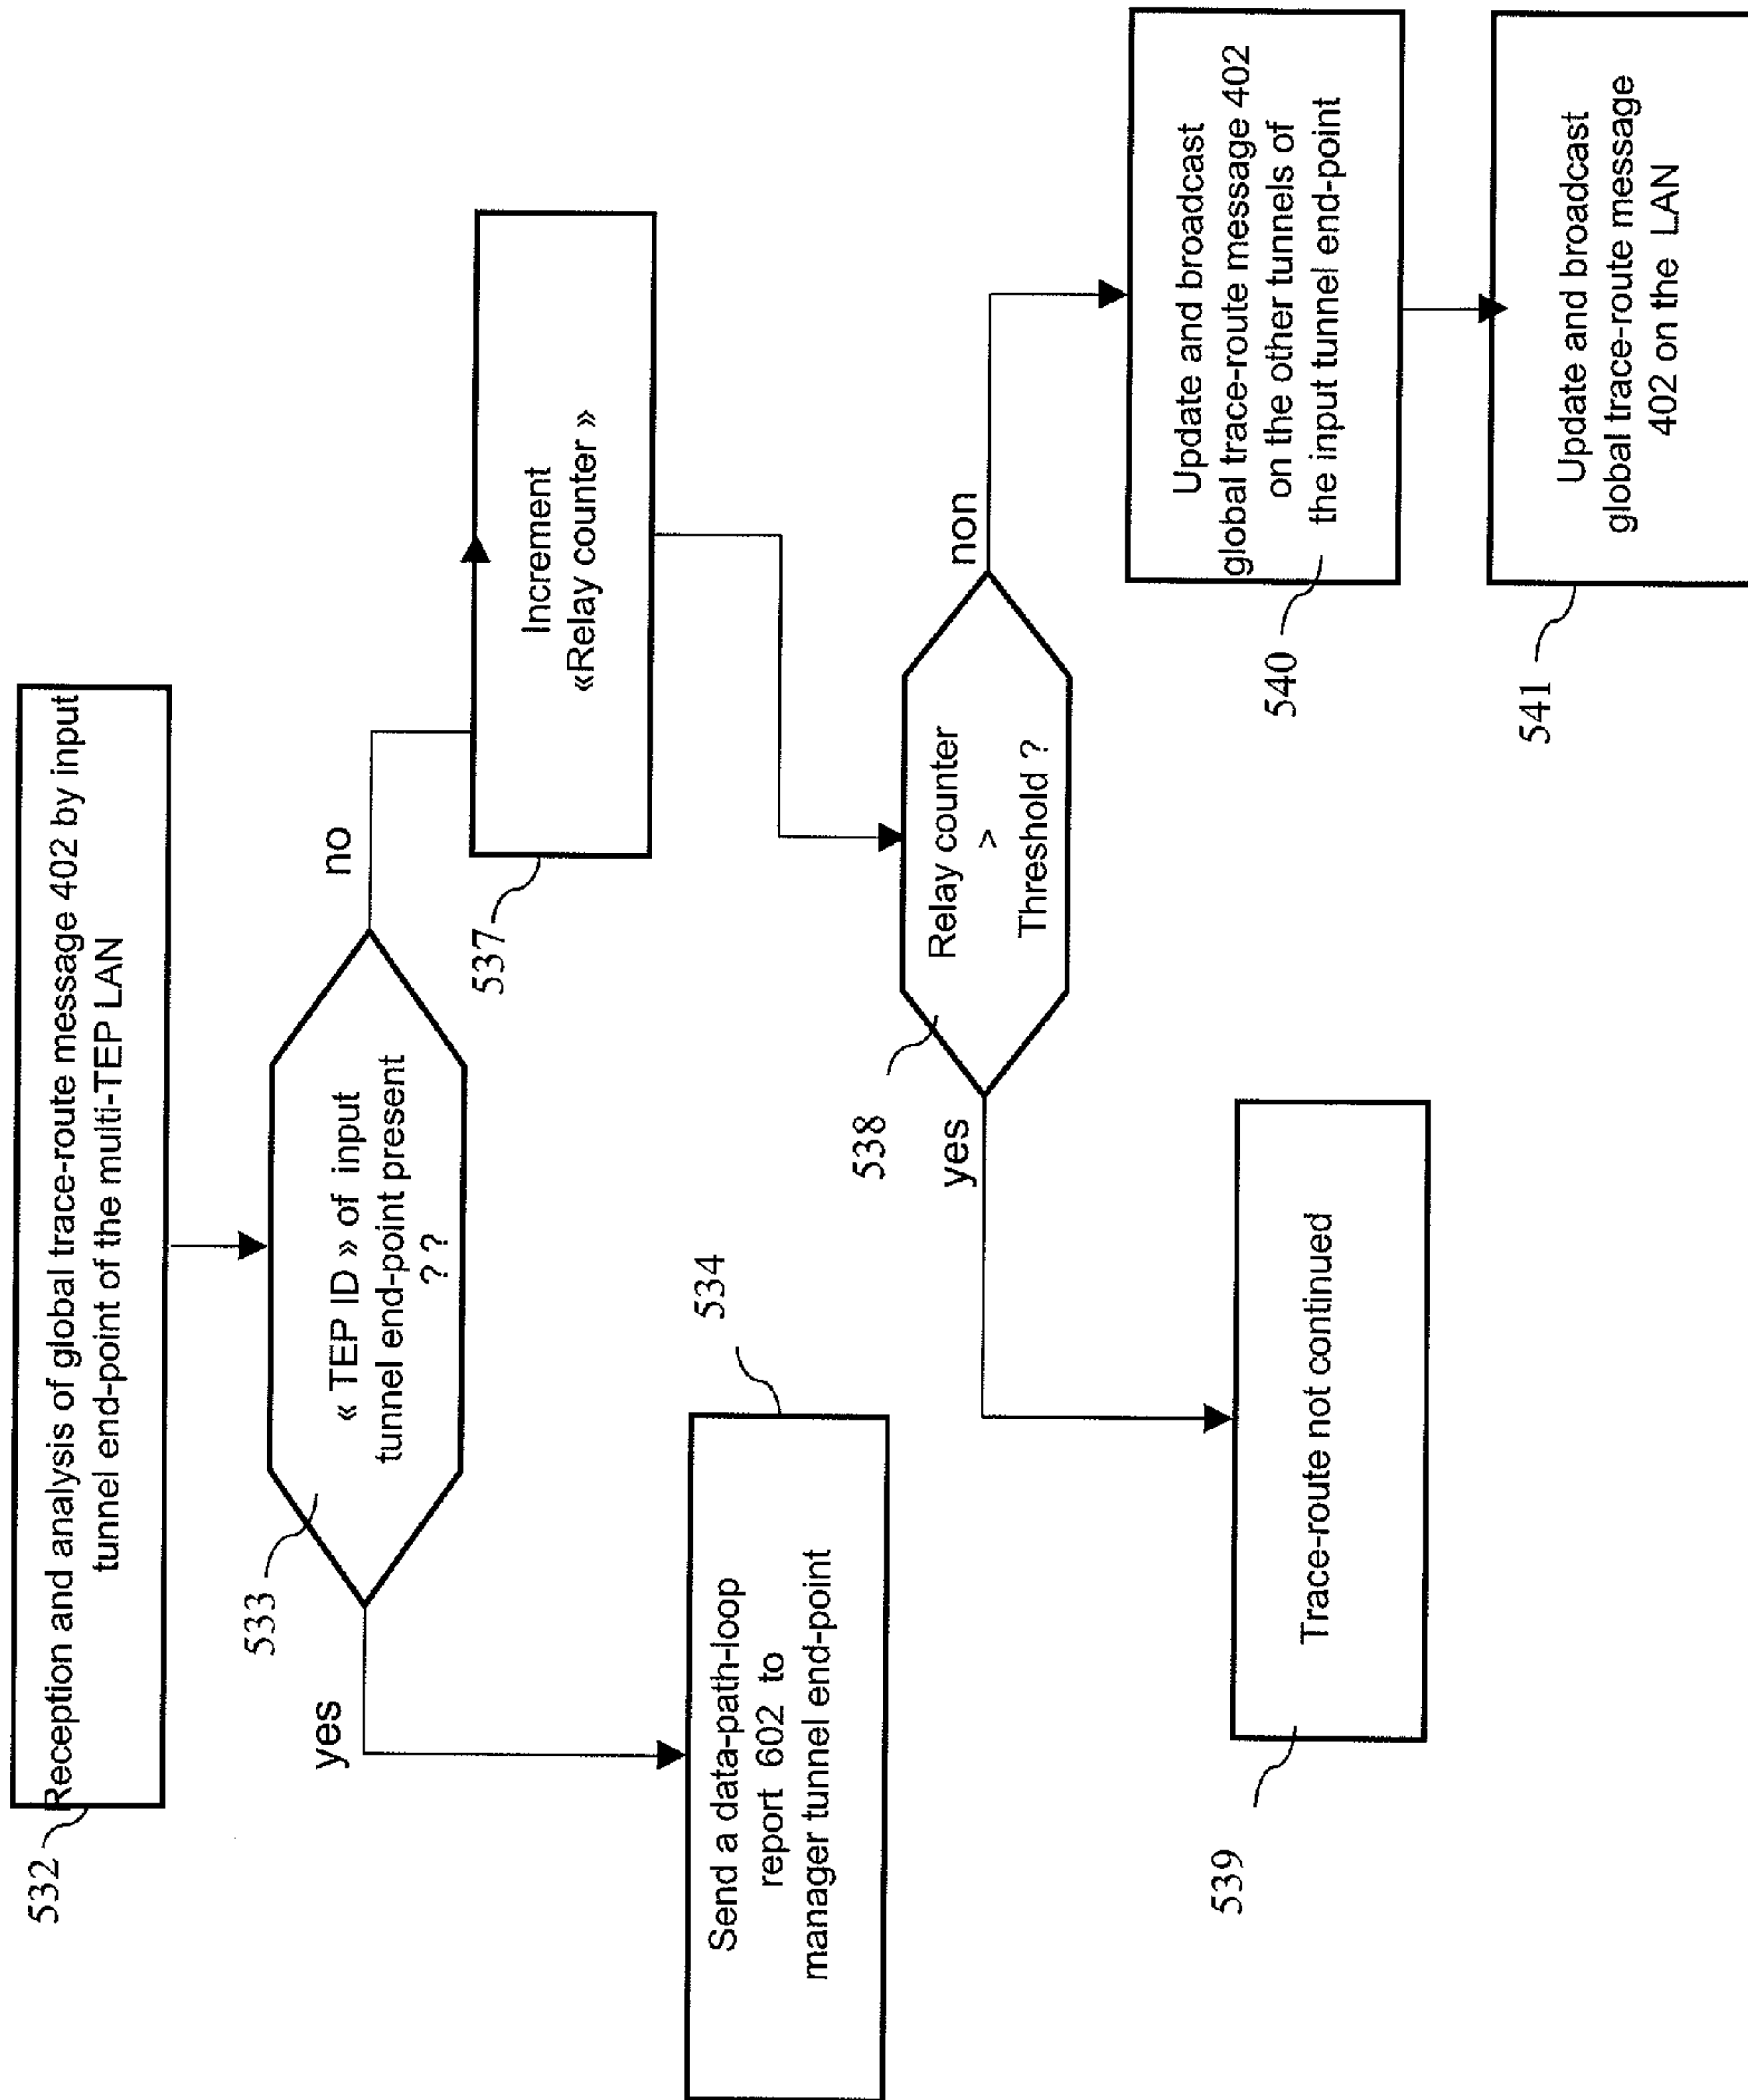 532
Reception and analysis of global trace-route message 402 by input
tunnel end-point of the multi-TEP LAN
533
« TEP ID » of input
tunnel end-point present
? ?
yes
no
Send a data-path-loop
report 602 to
manager tunnel end-point
534
537
Increment
«Relay counter »
538
Relay counter
>
Threshold ?
yes
non
539
Trace-route not continued
540
Update and broadcast
global trace-route message 402
on the other tunnels of
the input tunnel end-point
541
Update and broadcast
global trace-route message
402 on the LAN